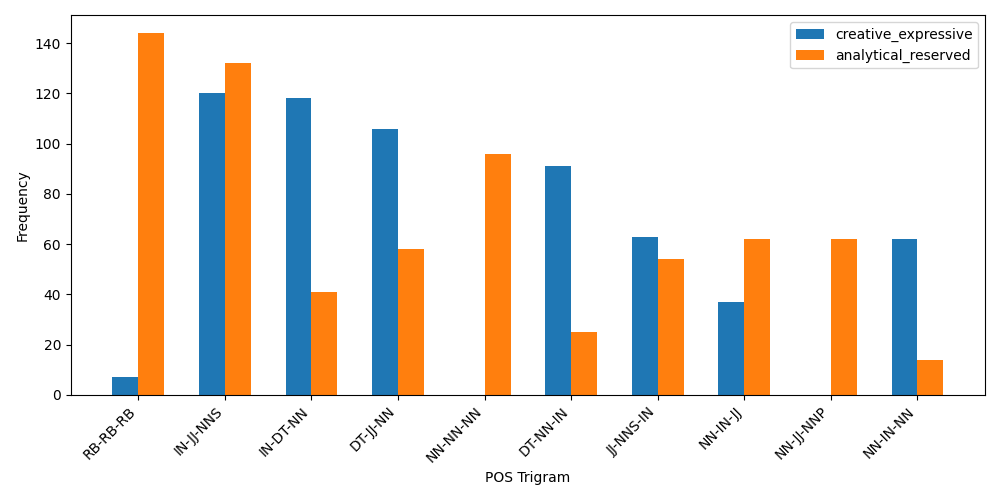 creative_expressive
analytical_reserved
Frequency
140
120
100
80
60
40
20
0
RB-RB-RB
IN-JJ-NNS
IN-DT-NN
DT-JJ-NN
NN-NN-NN
DT-NN-IN
JJ-NNS-IN
NN-IN-JJ
NN-JJ-NNP
NN-IN-NN
POS Trigram